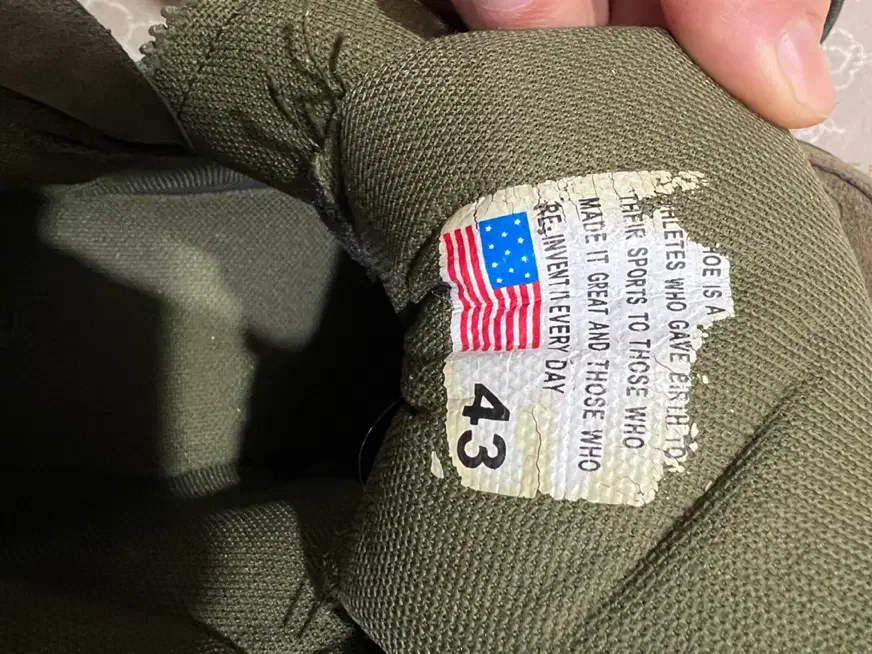 HOE IS A
HLETES WHO GAVE BIRTH TO
THEIR SPORTS TO THOSE WHO
MADE IT GREAT AND THOSE WHO
RE-INVENT IT EVERY DAY
43